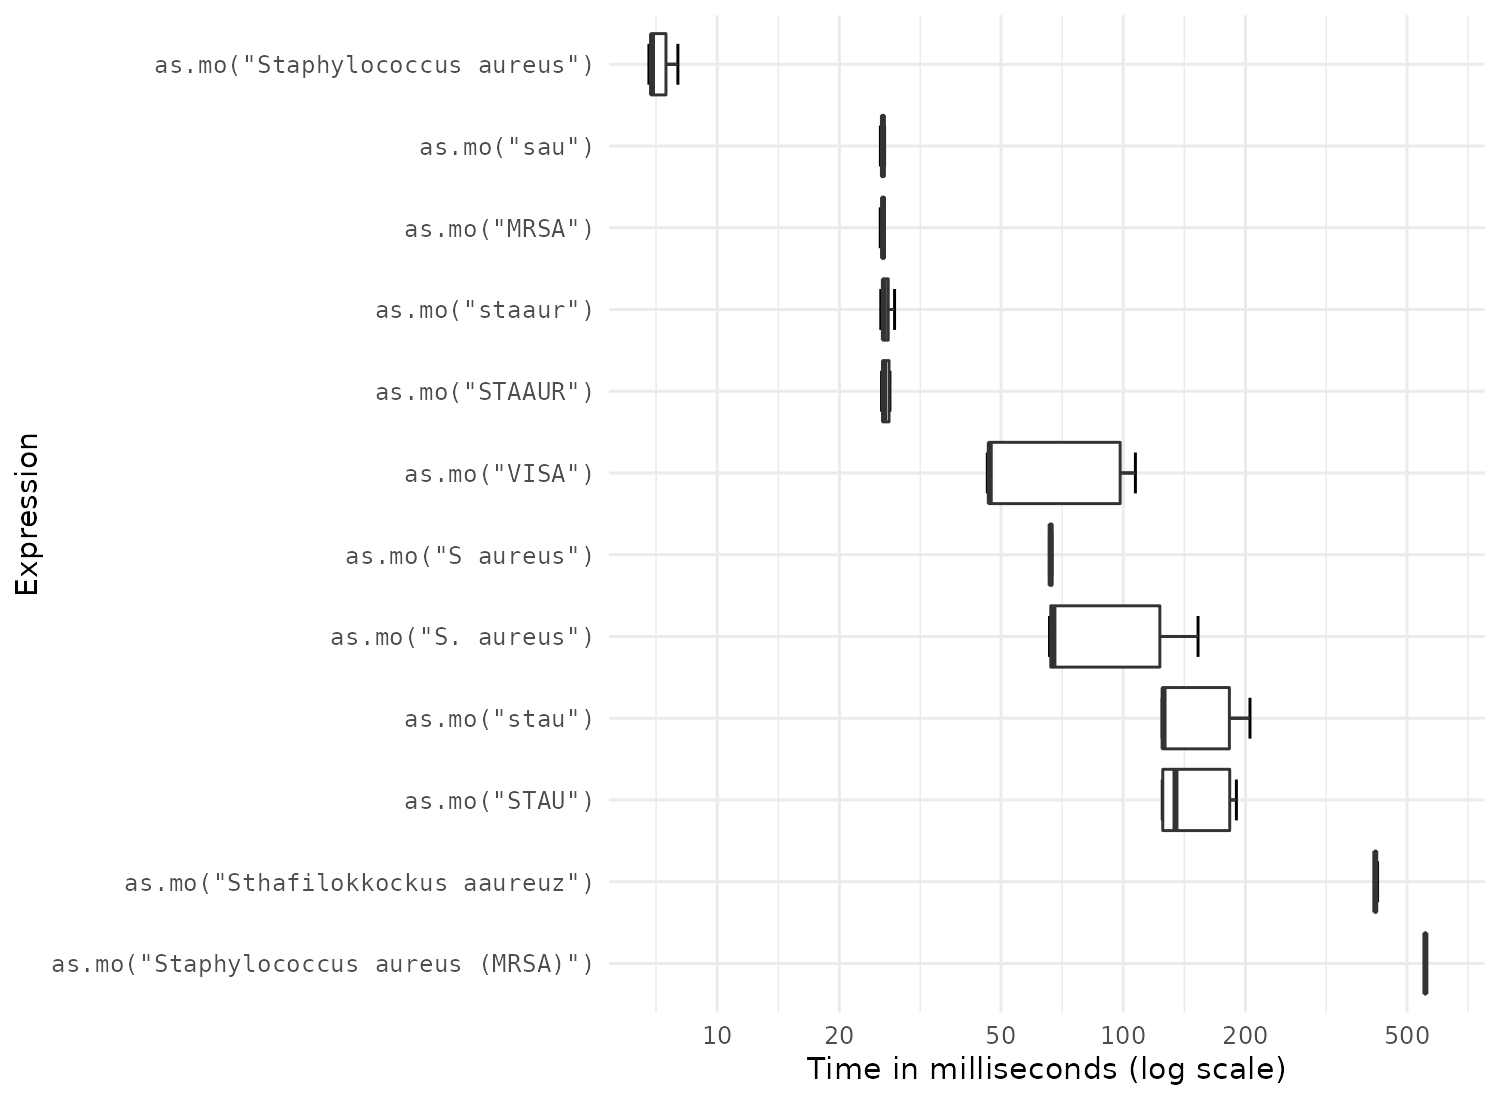 as.mo("Staphylococcus aureus")
as.mo("sau")
as.mo("MRSA")
as.mo("staaur")
as.mo("STAAUR")
as.mo("VISA")
as.mo("S aureus")
as.mo("S. aureus")
as.mo("stau")
as.mo("STAU")
as.mo("Sthafilokkockus aaureuz")
as.mo("Staphylococcus aureus (MRSA)")
Expression
10 20 50 100 200 500
Time in milliseconds (log scale)